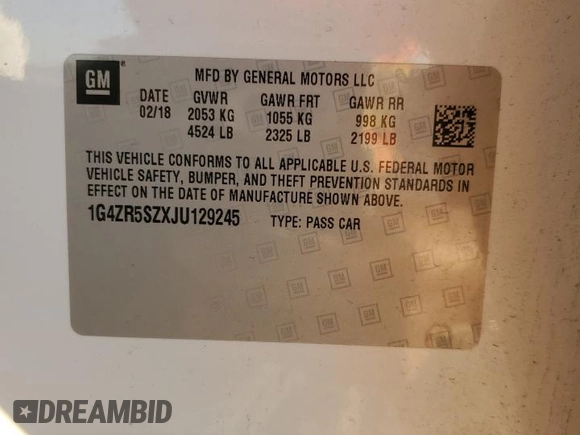 GM
MFD BY GENERAL MOTORS LLC
DATE GVWR GAWR FRT GAWR RR
02/18 2053 KG 1055 KG 998 KG
4524 LB 2325 LB 2199 LB
THIS VEHICLE CONFORMS TO ALL APPLICABLE U.S. FEDERAL MOTOR
VEHICLE SAFETY, BUMPER, AND THEFT PREVENTION STANDARDS IN
EFFECT ON THE DATE OF MANUFACTURE SHOWN ABOVE.
1G4ZR5SZXJU129245 TYPE: PASS CAR
DREAMBID